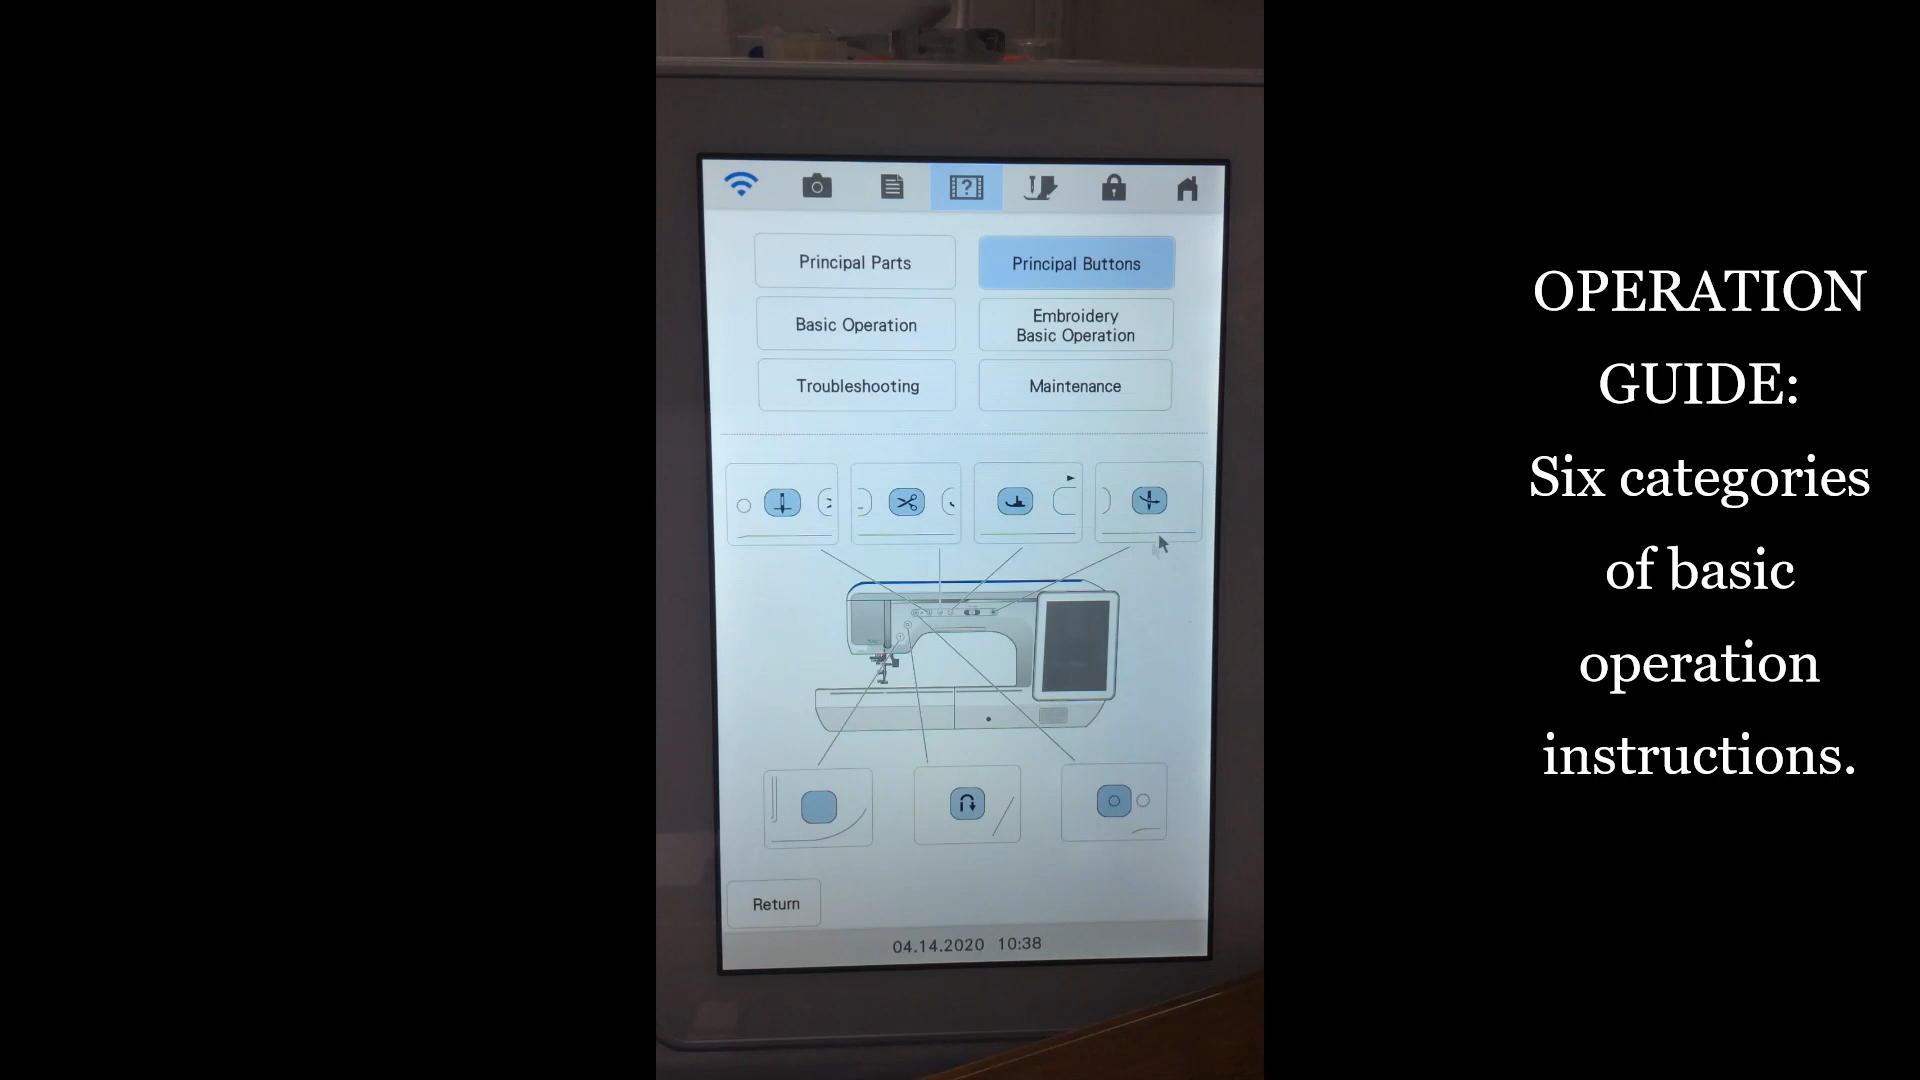 Principal Parts
Principal Buttons
Basic Operation
Embroidery
Basic Operation
Troubleshooting
Maintenance
Return
04.14.2020 10:38
OPERATION
GUIDE:
Six categories
of basic
operation
instructions.